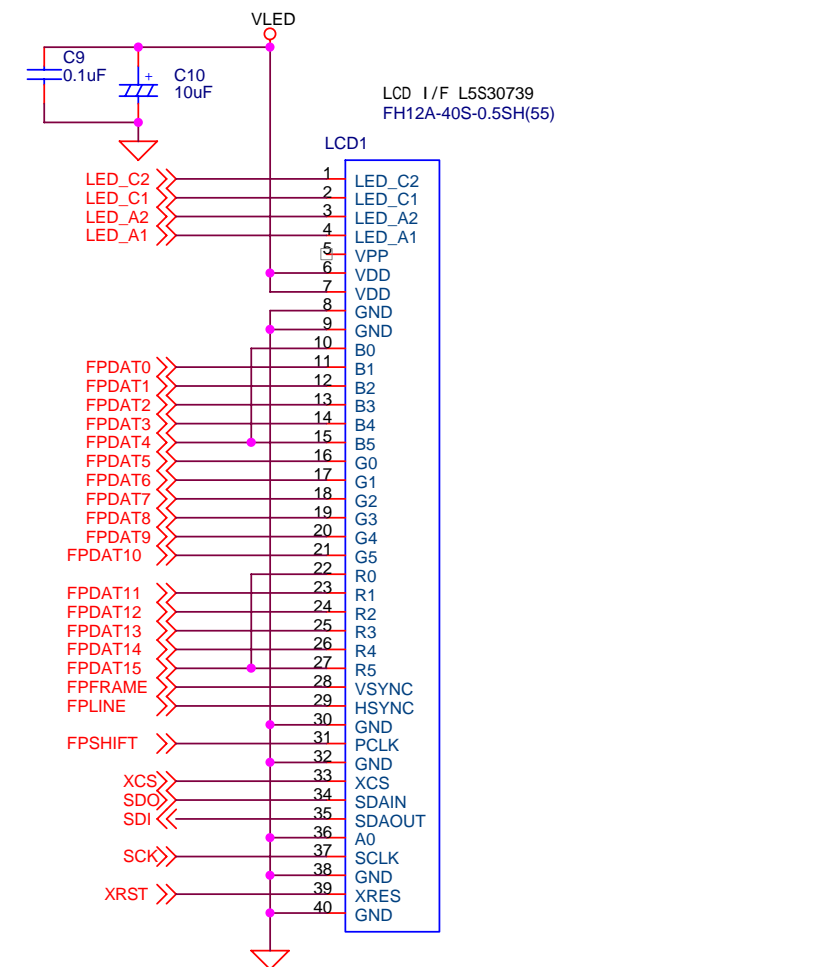 VLED
C9
0.1uF
+
C10
10uF
LCD I/F L5S30739
FH12A-40S-0.5SH(55)
LCD1
LED_C2 1 LED_C2
LED_C1 2 LED_C1
LED_A2 3 LED_A2
LED_A1 4 LED_A1
5 VPP
6 VDD
7 VDD
8 GND
9 GND
10 B0
FPDAT0 11 B1
FPDAT1 12 B2
FPDAT2 13 B3
FPDAT3 14 B4
FPDAT4 15 B5
FPDAT5 16 G0
FPDAT6 17 G1
FPDAT7 18 G2
FPDAT8 19 G3
FPDAT9 20 G4
FPDAT10 21 G5
22 R0
FPDAT11 23 R1
FPDAT12 24 R2
FPDAT13 25 R3
FPDAT14 26 R4
FPDAT15 27 R5
FPFRAME 28 VSYNC
FPLINE 29 HSYNC
30 GND
FPSHIFT 31 PCLK
32 GND
XCS 33 XCS
SDO 34 SDAIN
SDI 35 SDAOUT
36 A0
SCK 37 SCLK
38 GND
XRST 39 XRES
40 GND